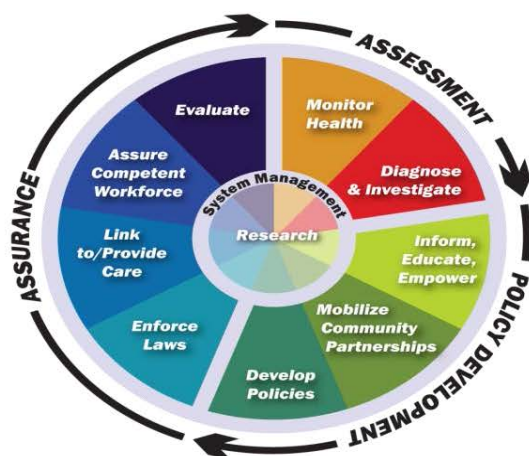 ASSESSMENT
Monitor
Health
Diagnose
& Investigate
POLICY DEVELOPMENT
Inform,
Educate,
Empower
Mobilize
Community
Partnerships
Develop
Policies
ASSURANCE
Enforce
Laws
Link
to/Provide
Care
Assure
Competent
Workforce
Evaluate
System Management
Research